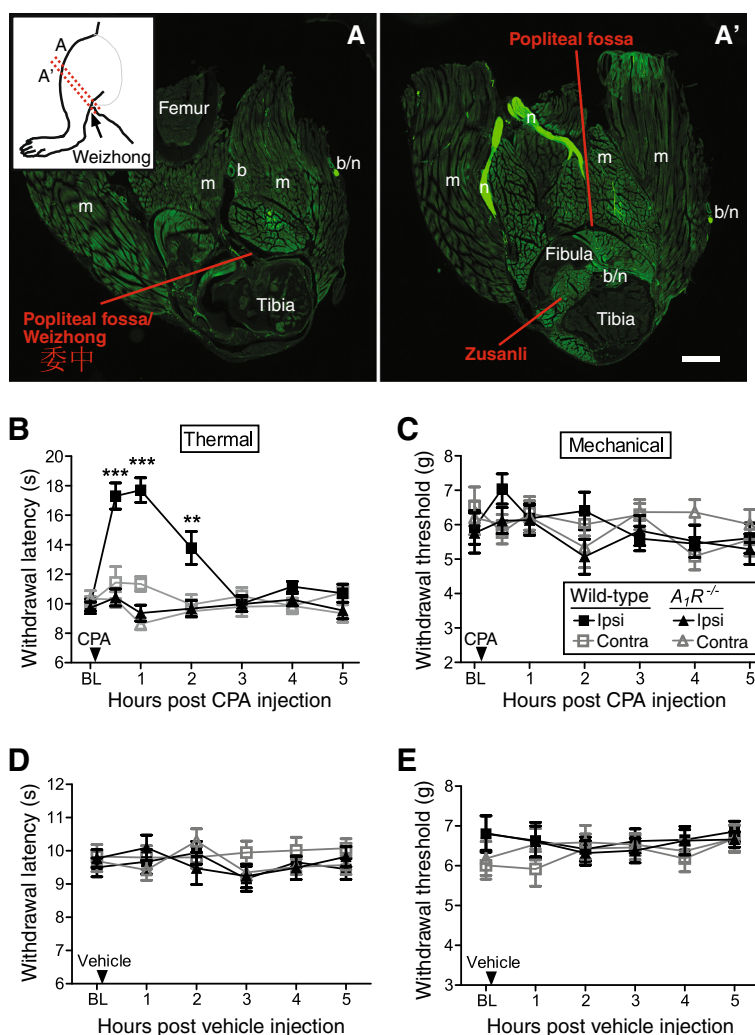 A
A
A'
Weizhong
Femur
m
m
b
m
b/n
Tibia
Popliteal fossa/
Weizhong
委中
A'
Popliteal fossa
n
n
m
m
m
b/n
Fibula
b/n
Tibia
Zusanli
B
Thermal
***
***
**
Withdrawal latency (s)
20
18
16
14
12
10
8
6
CPA
BL
1
2
3
4
5
Hours post CPA injection
C
Mechanical
Withdrawal threshold (g)
8
7
6
5
4
3
2
CPA
Wild-type
A₁R⁻/⁻
Ipsi
Ipsi
Contra
Contra
BL
1
2
3
4
5
Hours post CPA injection
D
Withdrawal latency (s)
12
11
10
9
8
7
6
Vehicle
BL
1
2
3
4
5
Hours post vehicle injection
E
Withdrawal threshold (g)
8
7
6
5
4
3
Vehicle
BL
1
2
3
4
5
Hours post vehicle injection